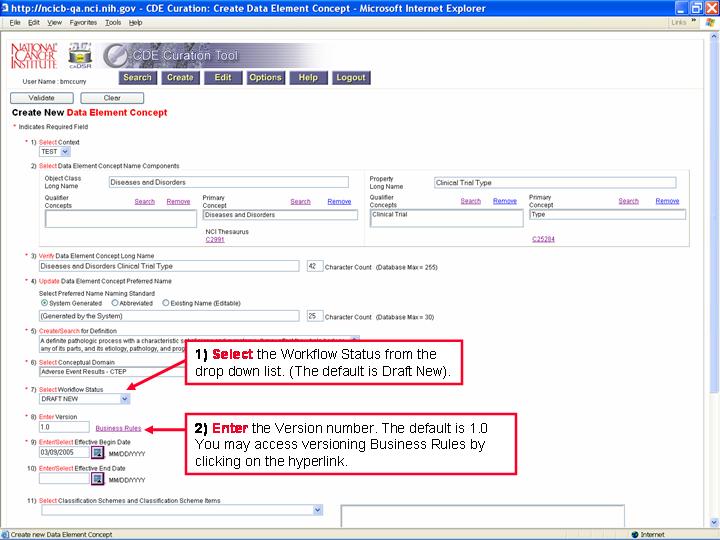 http://ncicb-qa.nci.nih.gov - CDE Curation: Create Data Element Concept - Microsoft Internet Explorer
File Edit View Favorites Tools Help
Links »
NATIONAL CANCER INSTITUTE
caDSR
CDE Curation Tool
User Name : bmccurry
Search Create Edit Options Help Logout
Validate Clear
Create New Data Element Concept
* Indicates Required Field
* 1) Select Context
TEST
2) Select Data Element Concept Name Components
Object Class Long Name Diseases and Disorders
Property Long Name Clinical Trial Type
Qualifier Concepts Search Remove
Primary Concept Search Remove
Qualifier Concepts Search Remove
Primary Concept Search Remove
Diseases and Disorders
Clinical Trial
Type
NCI Thesaurus
C2991
C25284
* 3) Verify Data Element Concept Long Name
Diseases and Disorders Clinical Trial Type 42 Character Count (Database Max = 255)
* 4) Update Data Element Concept Preferred Name
Select Preferred Name Naming Standard
System Generated Abbreviated Existing Name (Editable)
(Generated by the System) 25 Character Count (Database Max = 30)
* 5) Create/Search for Definition
A definite pathologic process with a characteristic
any of its parts, and its etiology, pathology, and
* 6) Select Conceptual Domain
Adverse Event Results - CTEP
1) Select the Workflow Status from the
drop down list. (The default is Draft New).
* 7) Select Workflow Status
DRAFT NEW
* 8) Enter Version
1.0 Business Rules
2) Enter the Version number. The default is 1.0
You may access versioning Business Rules by
clicking on the hyperlink.
* 9) Enter/Select Effective Begin Date
03/09/2005 MM/DD/YYYY
10) Enter/Select Effective End Date
MM/DD/YYYY
11) Select Classification Schemes and Classification Scheme Items
Create new Data Element Concept
Internet